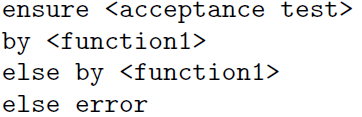 ensure <acceptance test>
by <function1>
else by <function1>
else error